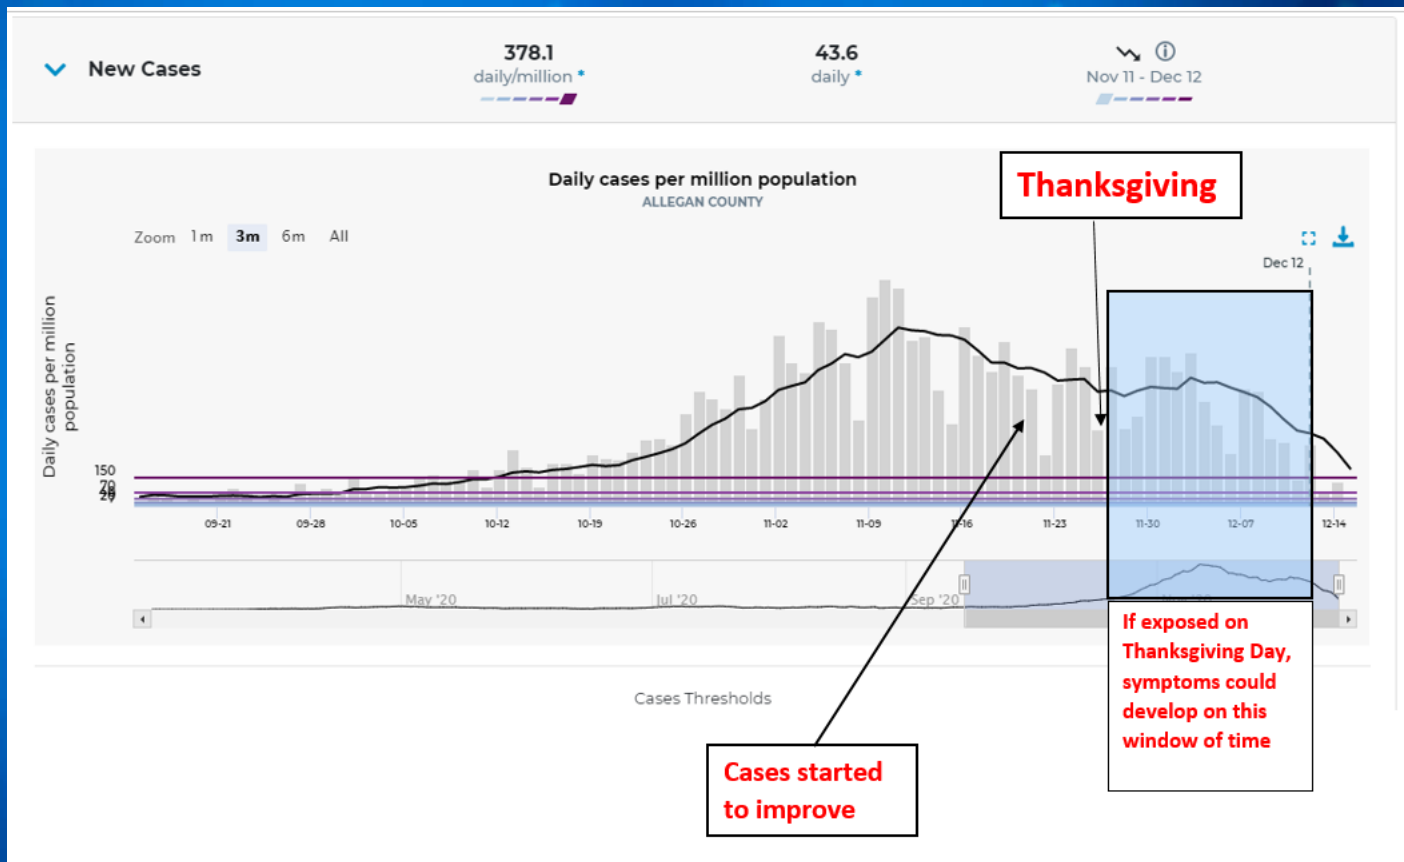 New Cases
378.1
daily/million *
43.6
daily *
Nov 11 - Dec 12
Daily cases per million population
ALLEGAN COUNTY
Thanksgiving
Zoom 1m 3m 6m All
Dec 12
Daily cases per million
population
150
70
20
7
09-21 09-28 10-05 10-12 10-19 10-26 11-02 11-09 11-16 11-23 11-30 12-07 12-14
May '20 Jul '20 Sep '20
If exposed on
Thanksgiving Day,
symptoms could
develop on this
window of time
Cases Thresholds
Cases started
to improve